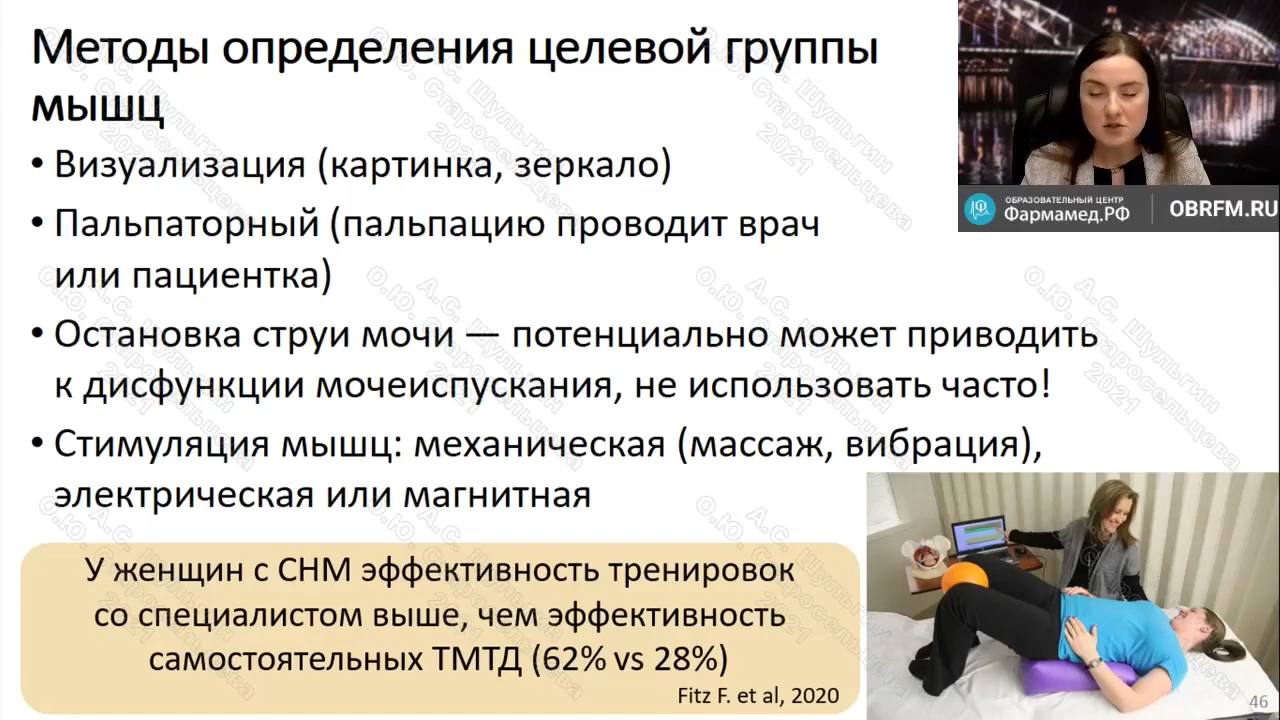 Методы определения целевой группы
мышц
• Визуализация (картинка, зеркало)
• Пальпаторный (пальпацию проводит врач
или пациентка)
• Остановка струи мочи — потенциально может приводить
к дисфункции мочеиспускания, не использовать часто!
• Стимуляция мышц: механическая (массаж, вибрация),
электрическая или магнитная
У женщин с СНМ эффективность тренировок
со специалистом выше, чем эффективность
самостоятельных ТМТД (62% vs 28%)
Fitz F. et al, 2020
ОБРАЗОВАТЕЛЬНЫЙ ЦЕНТР
Фармамед.РФ
OBRFM.RU
46
А.С. Шульгин
О.Ю. Старосельцева
2021